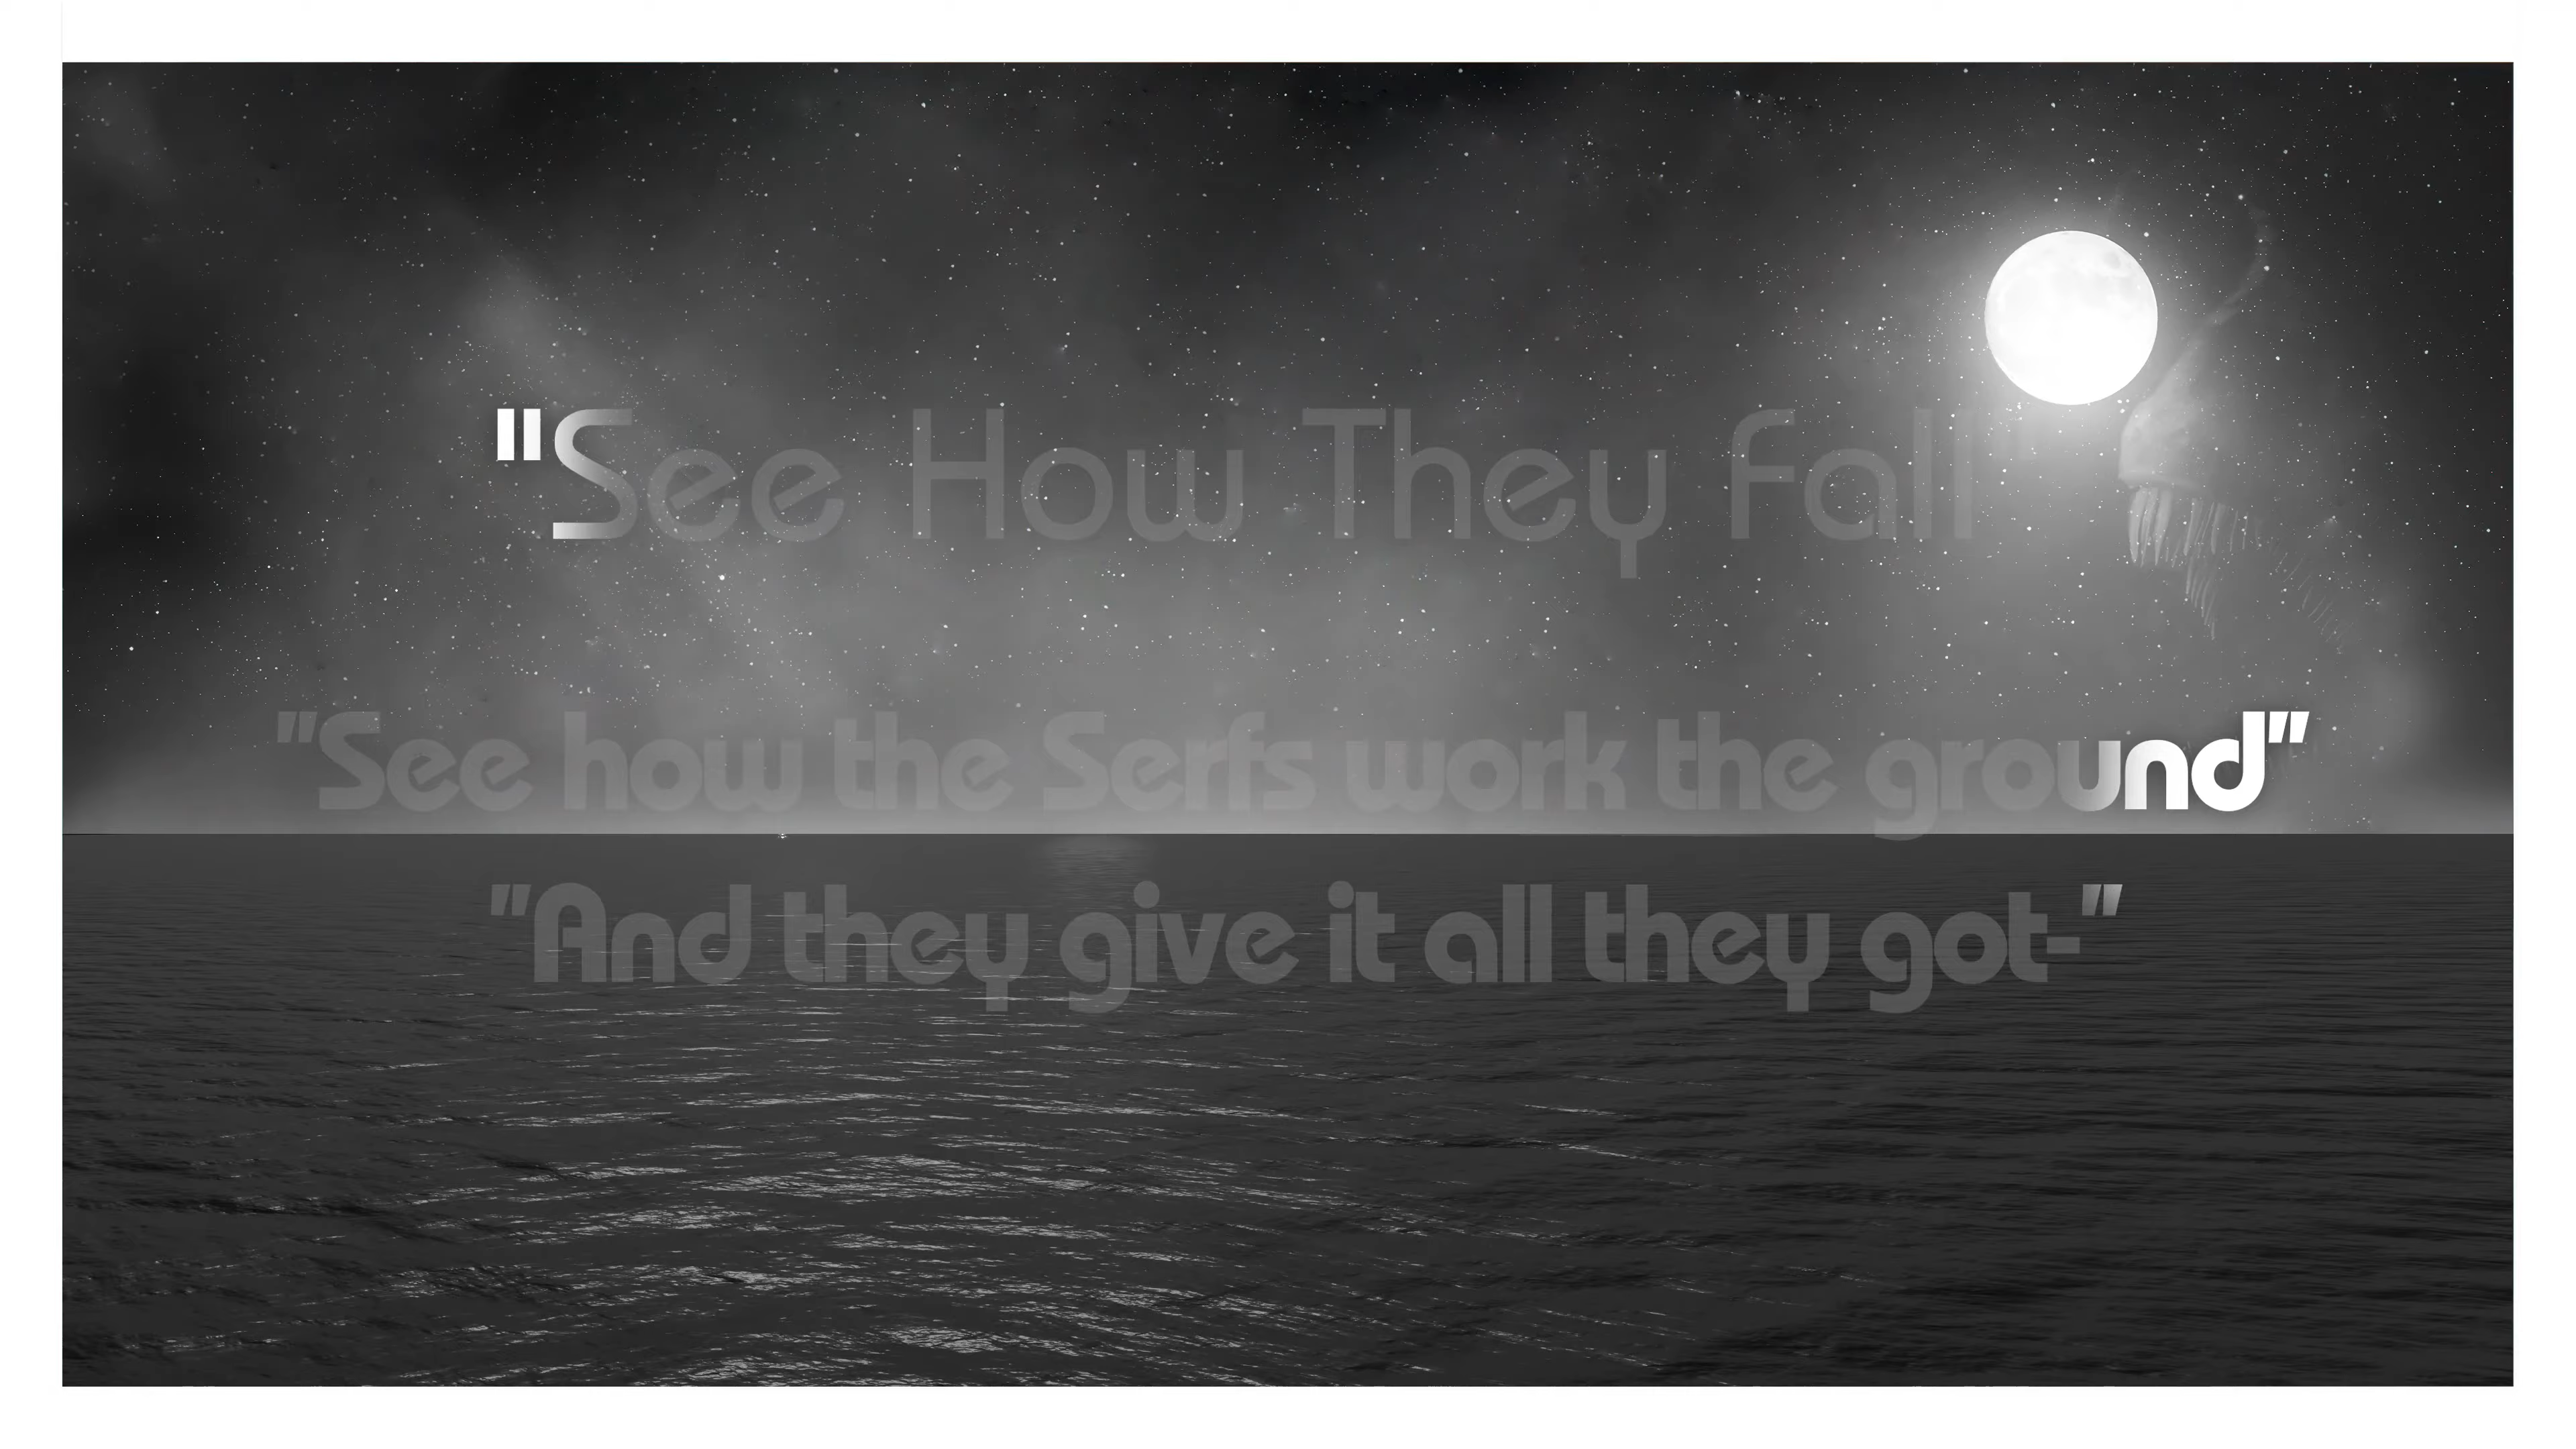 "See How They Fall"
"See how the Serfs work the ground"
"And they give it all they got-"